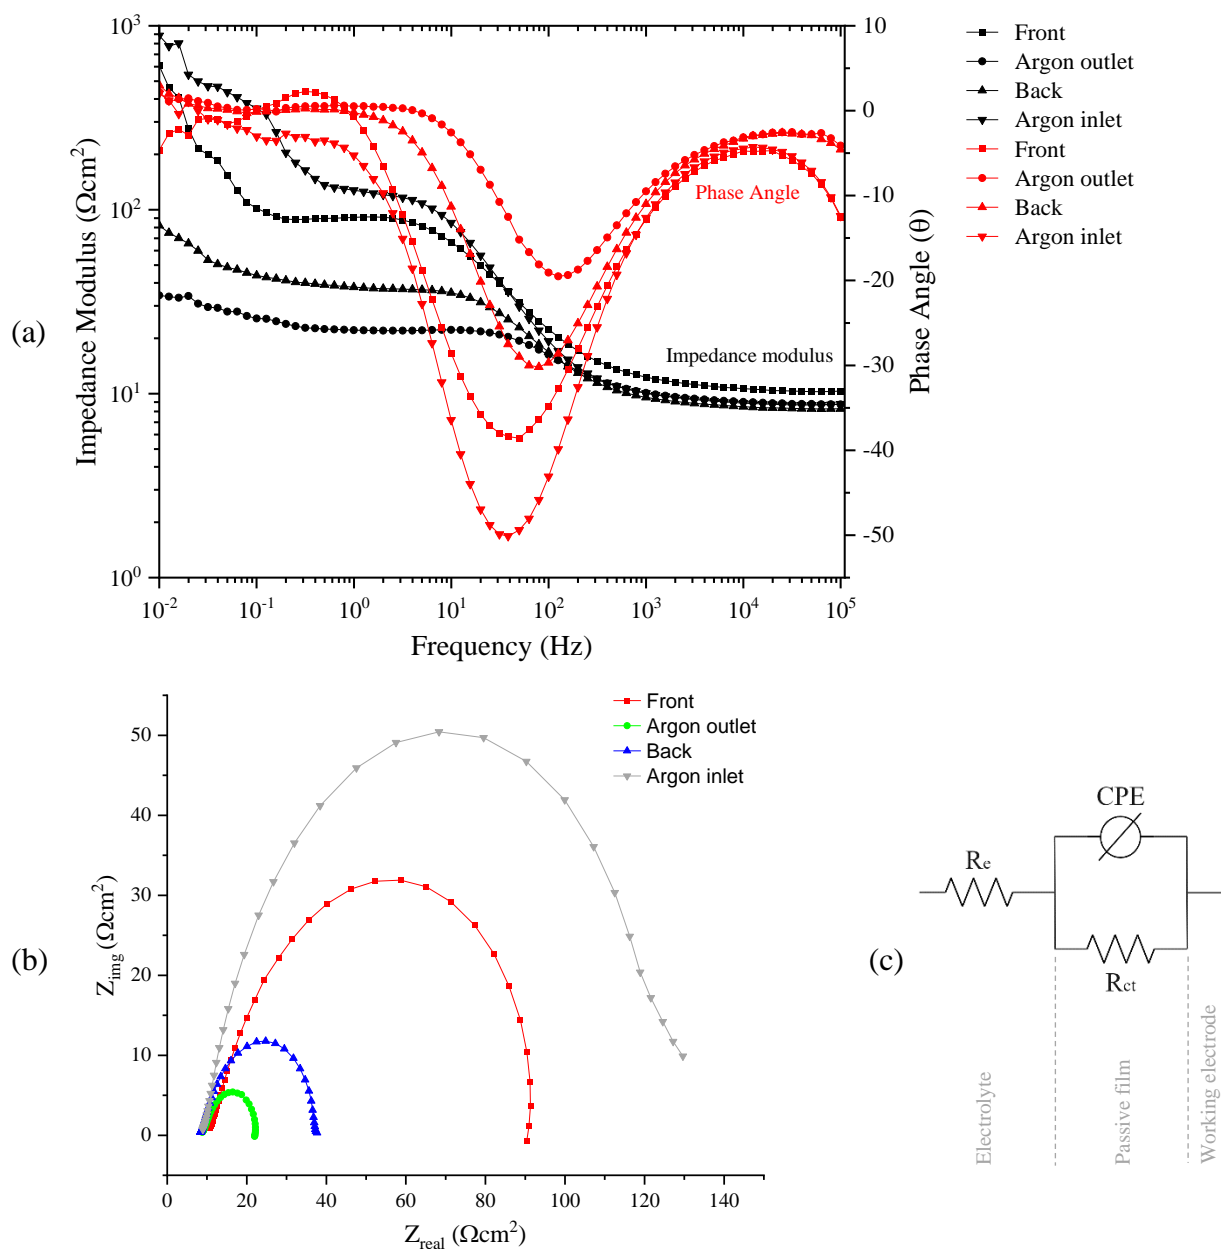 (a)
Impedance Modulus (Ωcm²)
10³
10²
10¹
10⁰
10⁻² 10⁻¹ 10⁰ 10¹ 10² 10³ 10⁴ 10⁵
Frequency (Hz)
10
0
-10
-20
-30
-40
-50
Phase Angle (θ)
Phase Angle
Impedance modulus
Front
Argon outlet
Back
Argon inlet
Front
Argon outlet
Back
Argon inlet
(b)
Z_img (Ωcm²)
50
40
30
20
10
0
0 20 40 60 80 100 120 140
Z_real (Ωcm²)
Front
Argon outlet
Back
Argon inlet
(c)
CPE
Re
Rct
Electrolyte
Passive film
Working electrode